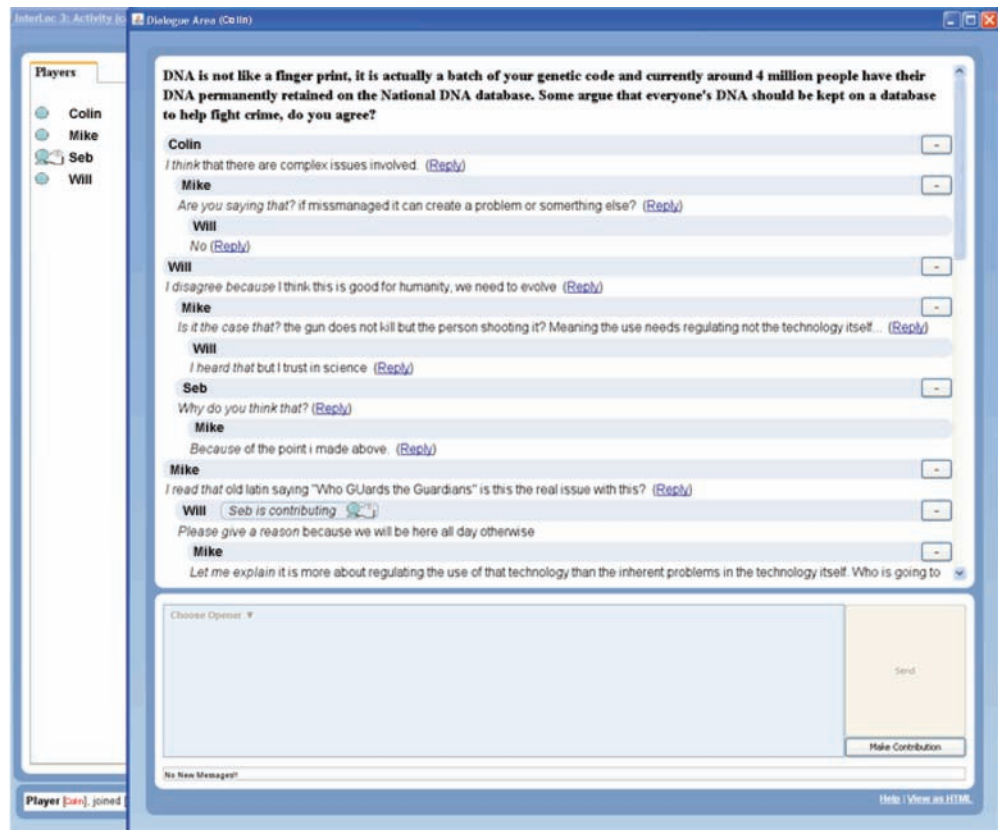 InterLoc 3: Activity (co
Dialogue Area (Colin)
Players
Colin
Mike
Seb
Will
DNA is not like a finger print, it is actually a batch of your genetic code and currently around 4 million people have their
DNA permanently retained on the National DNA database. Some argue that everyone's DNA should be kept on a database
to help fight crime, do you agree?
Colin -
I think that there are complex issues involved. (Reply)
Mike -
Are you saying that? if missmanaged it can create a problem or somerthing else? (Reply)
Will
No (Reply)
Will -
I disagree because I think this is good for humanity, we need to evolve (Reply)
Mike -
Is it the case that? the gun does not kill but the person shooting it? Meaning the use needs regulating not the technology itself... (Reply)
Will
I heard that but I trust in science (Reply)
Seb -
Why do you think that? (Reply)
Mike
Because of the point i made above. (Reply)
Mike -
I read that old latin saying "Who GUards the Guardians" is this the real issue with this? (Reply)
Will Seb is contributing -
Please give a reason because we will be here all day otherwise
Mike -
Let me explain it is more about regulating the use of that technology than the inherent problems in the technology itself. Who is going to
Choose Opener ▼
Send
Make Contribution
No New Messages!!
Player [Colin], joined [
Help | View as HTML